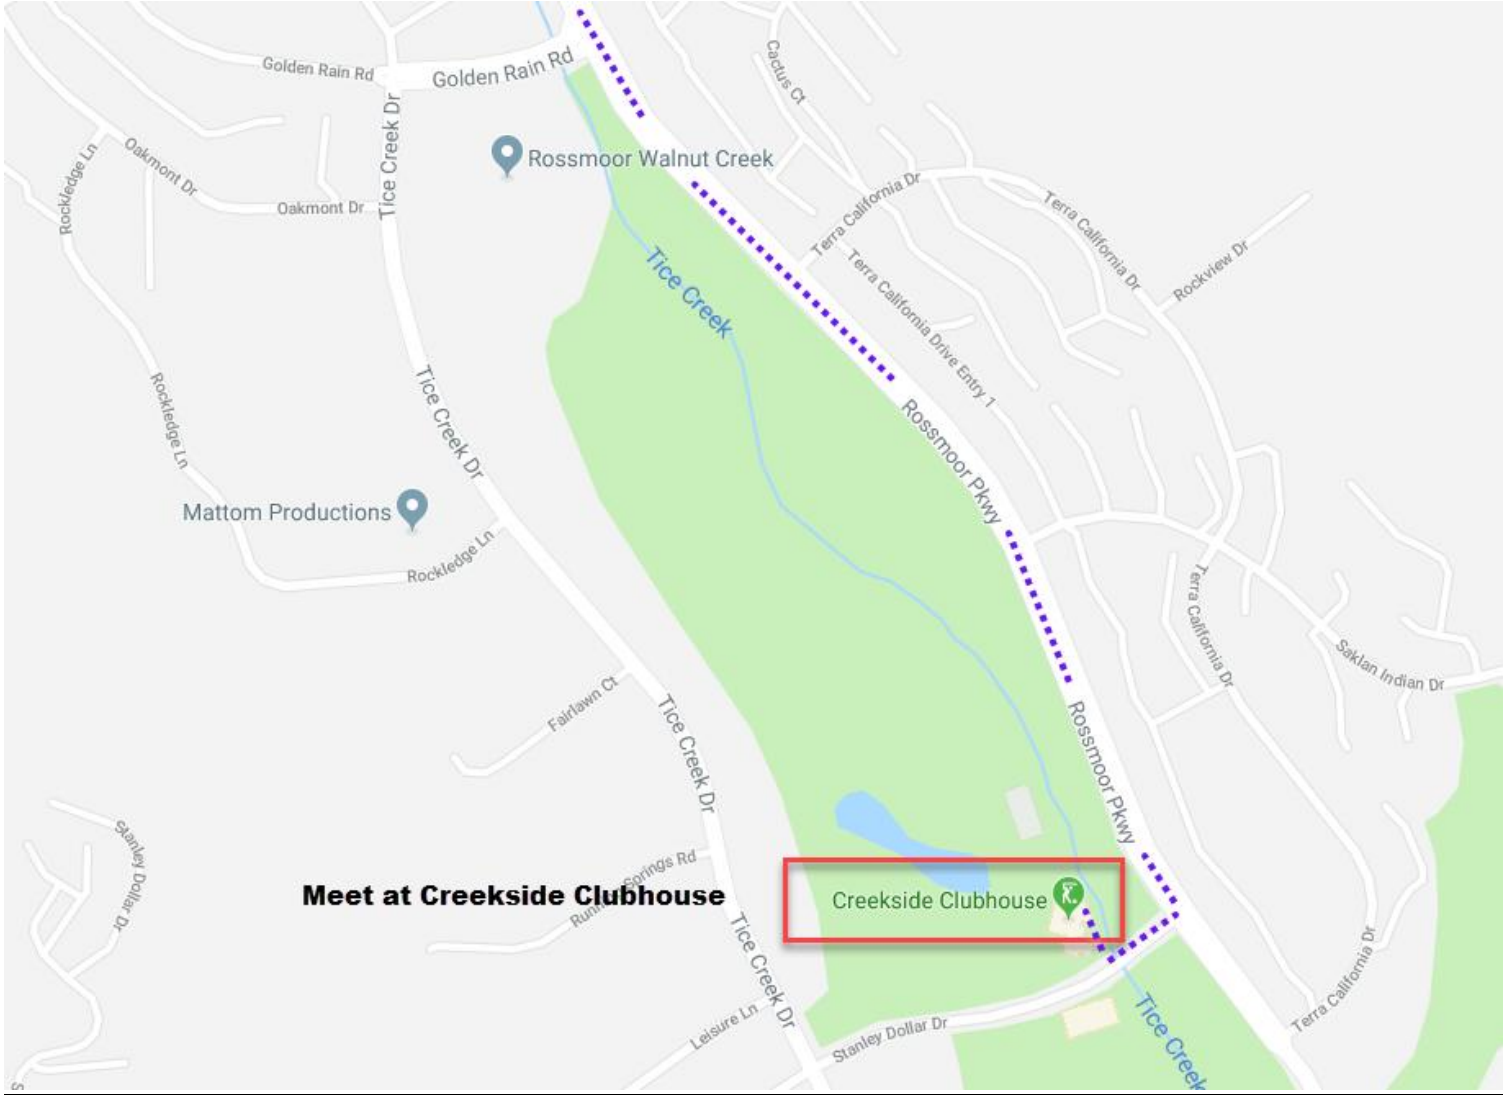 Golden Rain Rd
Golden Rain Rd
Cactus Ct
Tice Creek Dr
Rossmoor Walnut Creek
Oakmont Dr
Rockledge Ln
Oakmont Dr
Terra California Dr
Terra California Dr
Rockview Dr
Tice Creek
Terra California Drive Entry 1
Rockledge Ln
Tice Creek Dr
Rossmoor Pkwy
Mattom Productions
Rockledge Ln
Terra California Dr
Saklan Indian Dr
Fairlawn Ct
Tice Creek Dr
Rossmoor Pkwy
Stanley Dollar Dr
Springs Rd
Meet at Creekside Clubhouse
Creekside Clubhouse
Tice Creek Dr
Terra California Dr
Leisure Ln
Stanley Dollar Dr
Tice Creek
S